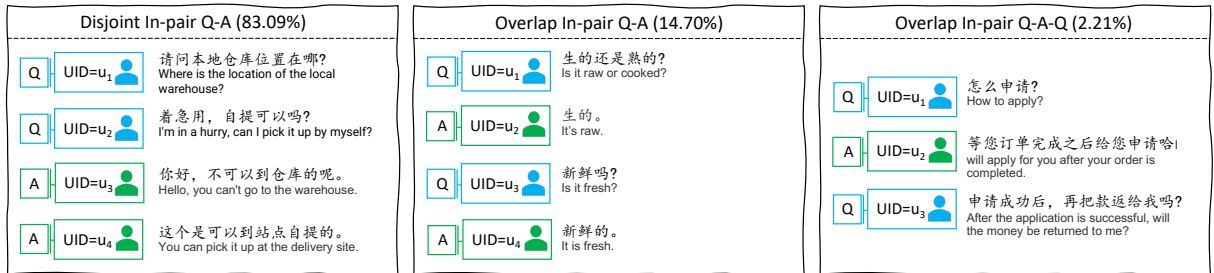 Disjoint In-pair Q-A (83.09%)
Q UID=u1 请问本地仓库位置在哪?
Where is the location of the local
warehouse?
Q UID=u2 着急用，自提可以吗?
I'm in a hurry, can I pick it up by myself?
A UID=u3 你好，不可以到仓库的呢。
Hello, you can't go to the warehouse.
A UID=u4 这个是可以到站点自提的。
You can pick it up at the delivery site.
Overlap In-pair Q-A (14.70%)
Q UID=u1 生的还是熟的?
Is it raw or cooked?
A UID=u2 生的。
It's raw.
Q UID=u3 新鲜吗?
Is it fresh?
A UID=u4 新鲜的。
It is fresh.
Overlap In-pair Q-A-Q (2.21%)
Q UID=u1 怎么申请?
How to apply?
A UID=u2 等您订单完成之后给您申请哈
will apply for you after your order is
completed.
Q UID=u3 申请成功后，再把款返给我吗?
After the application is successful, will
the money be returned to me?